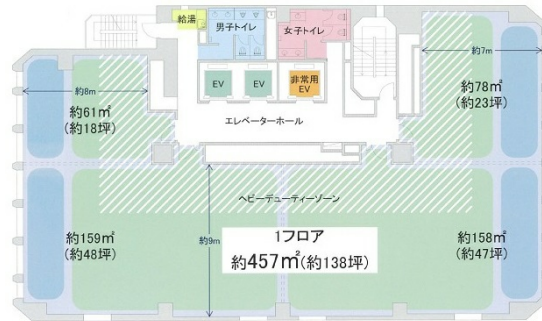 給湯
男子トイレ
女子トイレ
約7m
EV
EV
非常用
EV
約8m
約78㎡
(約23坪)
約61㎡
(約18坪)
エレベーターホール
ヘビーデューティーゾーン
約159㎡
(約48坪)
約9m
1フロア
約457㎡(約138坪)
約158㎡
(約47坪)